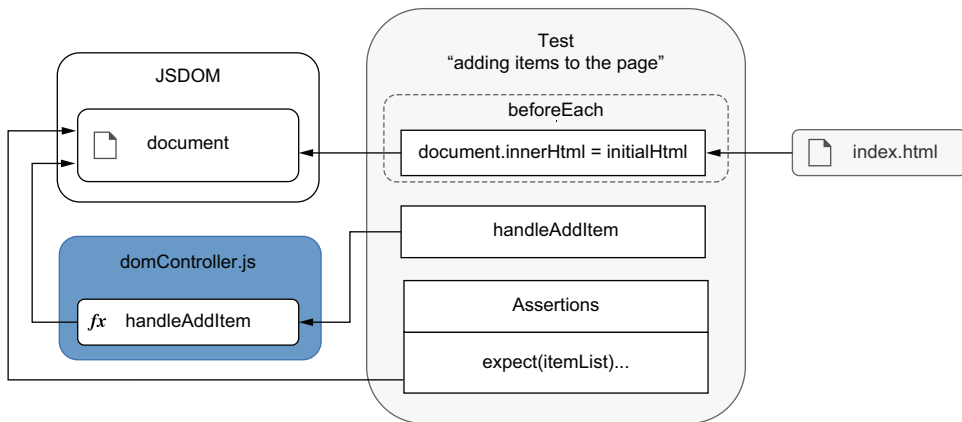 Test
“adding items to the page”
JSDOM
beforeEach
document
document.innerHtml = initialHtml
index.html
handleAddItem
domController.js
fx handleAddItem
Assertions
expect(itemList)...